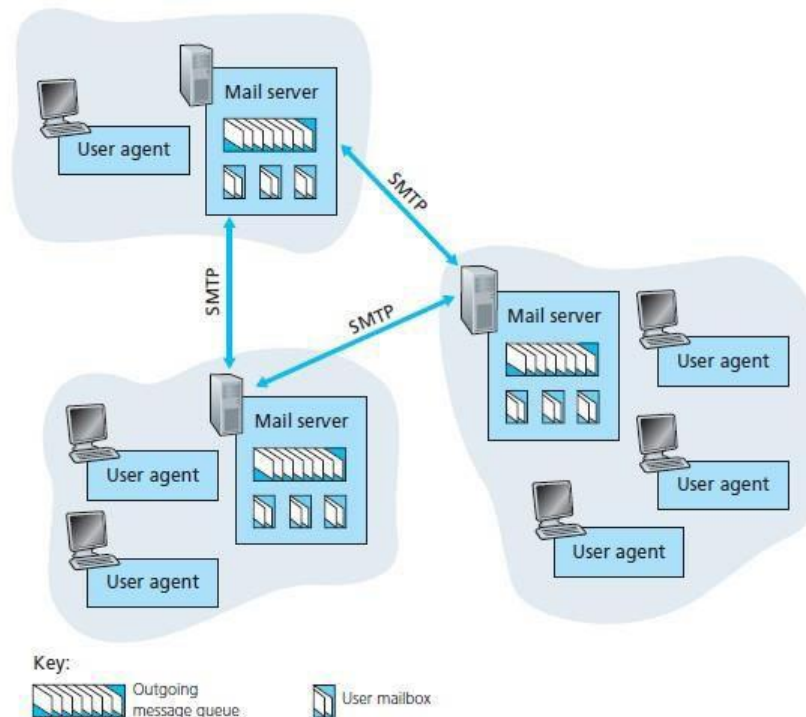 Mail server
User agent
SMTP
SMTP
SMTP
Mail server
User agent
User agent
User agent
Mail server
User agent
User agent
Key:
Outgoing
message queue
User mailbox